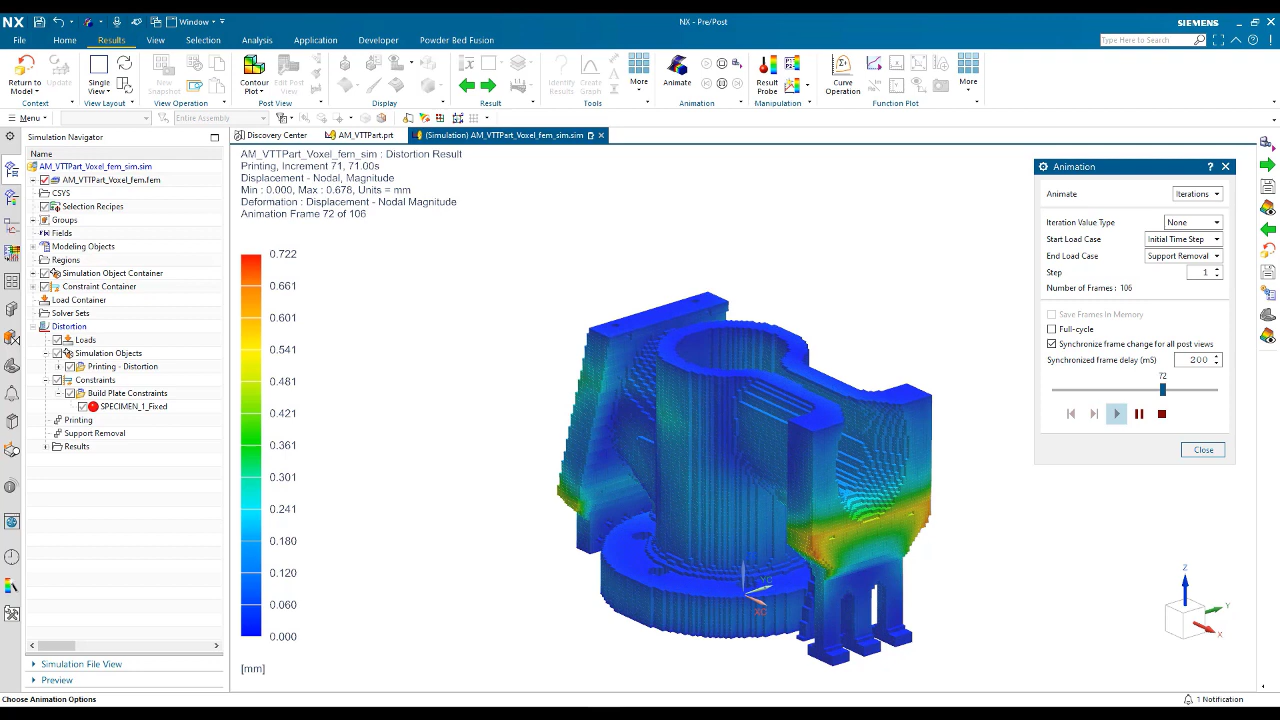 NX
Window
NX - Pre/Post
SIEMENS
File
Home
Results
View
Selection
Analysis
Application
Developer
Powder Bed Fusion
Type Here to Search
Return to Model
Update
Single View
New Snapshot
Contour Plot
Edit Post View
Identify Results
Create Graph
More
Animate
Result Probe
Curve Operation
More
Context
View Layout
View Operation
Post View
Display
Result
Tools
Animation
Manipulation
Function Plot
Menu
Entire Assembly
Simulation Navigator
Discovery Center
AM_VTTPart.prt
(Simulation) AM_VTTPart_Voxel_fem_sim.sim
Name
AM_VTTPart_Voxel_fem_sim.sim
AM_VTTPart_Voxel_fem.fem
CSYS
Selection Recipes
Groups
Fields
Modeling Objects
Regions
Simulation Object Container
Constraint Container
Load Container
Solver Sets
Distortion
Loads
Simulation Objects
Printing - Distortion
Constraints
Build Plate Constraints
SPECIMEN_1_Fixed
Printing
Support Removal
Results
Simulation File View
Preview
AM_VTTPart_Voxel_fem_sim : Distortion Result
Printing, Increment 71, 71.00s
Displacement - Nodal, Magnitude
Min : 0.000, Max : 0.678, Units = mm
Deformation : Displacement - Nodal Magnitude
Animation Frame 72 of 106
0.722
0.661
0.601
0.541
0.481
0.421
0.361
0.301
0.241
0.180
0.120
0.060
0.000
[mm]
YC
XC
Animation
Animate
Iterations
Iteration Value Type
None
Start Load Case
Initial Time Step
End Load Case
Support Removal
Step
1
Number of Frames : 106
Save Frames in Memory
Full-cycle
Synchronize frame change for all post views
Synchronized frame delay (mS)
200
72
Close
Z
Y
X
Choose Animation Options
1 Notification